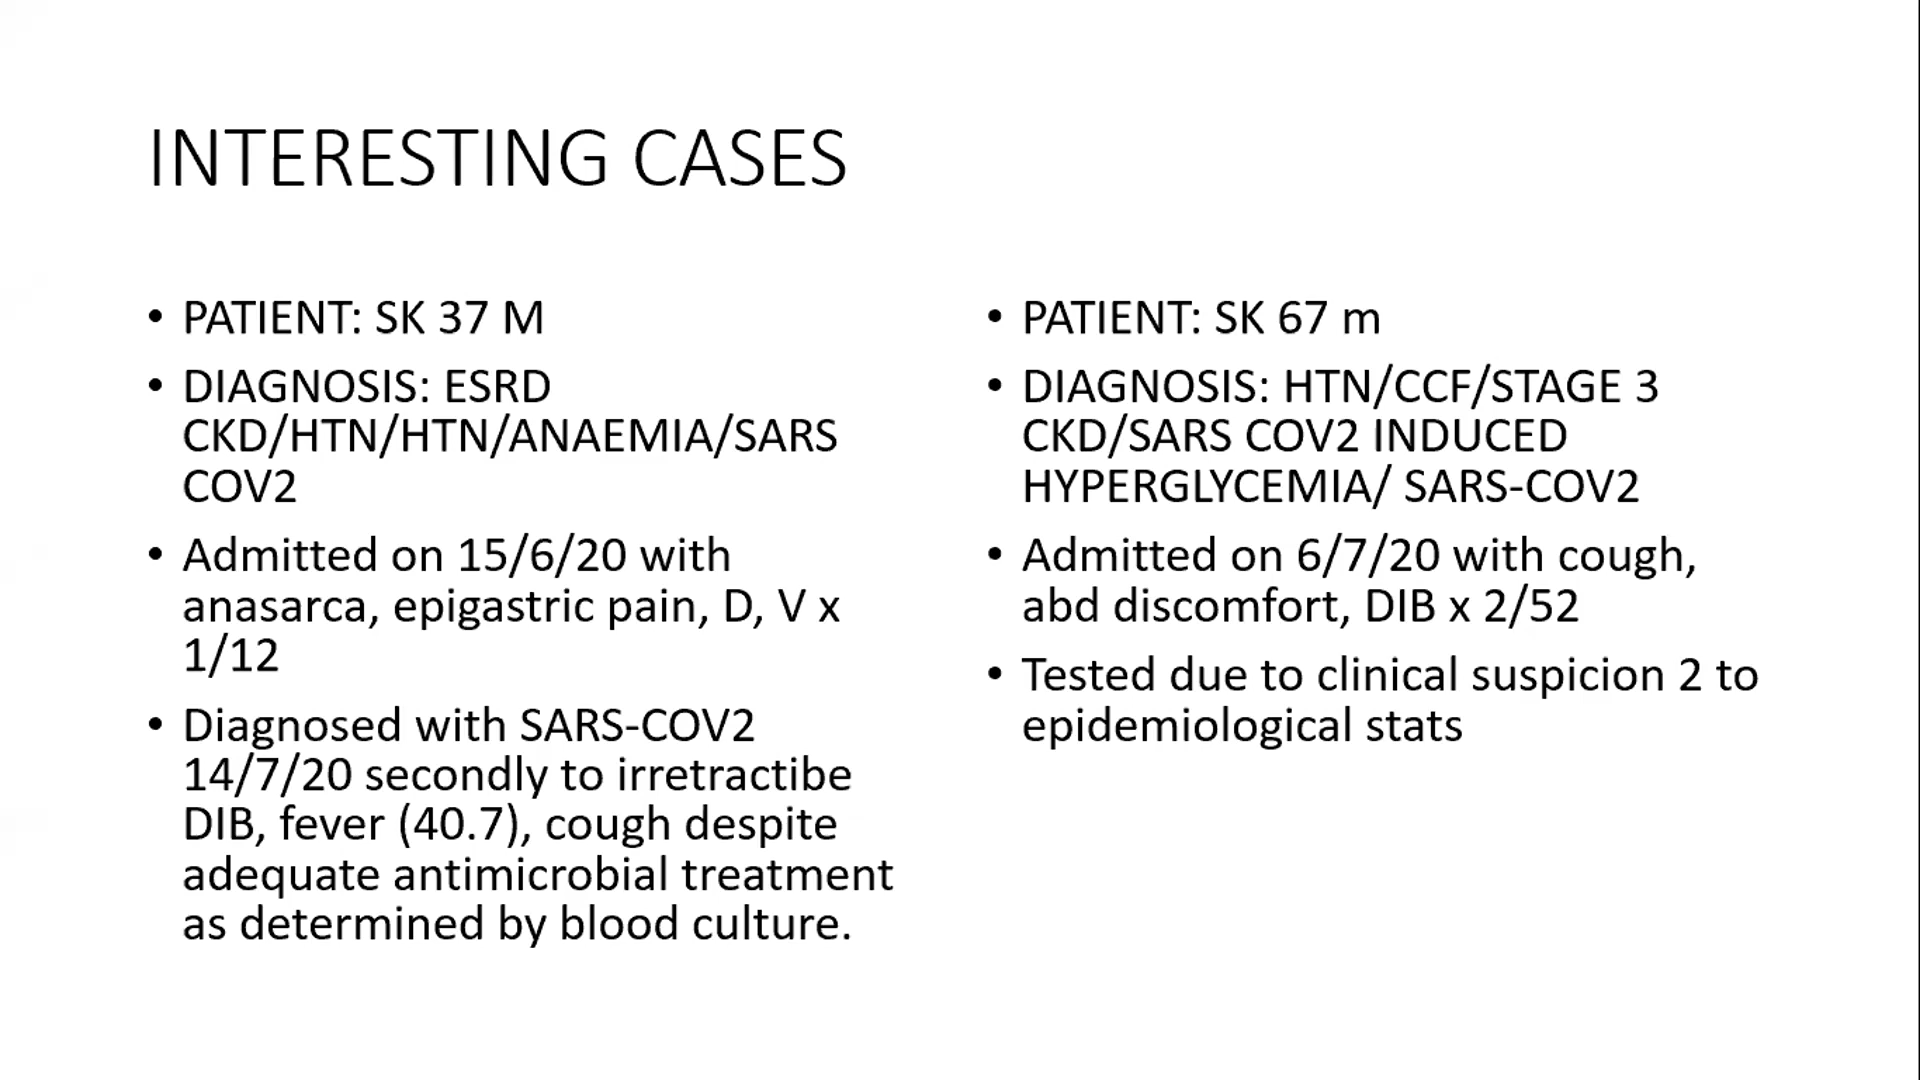 INTERESTING CASES
• PATIENT: SK 37 M
• DIAGNOSIS: ESRD
CKD/HTN/HTN/ANAEMIA/SARS
COV2
• Admitted on 15/6/20 with
anasarca, epigastric pain, D, V x
1/12
• Diagnosed with SARS-COV2
14/7/20 secondly to irretractibe
DIB, fever (40.7), cough despite
adequate antimicrobial treatment
as determined by blood culture.
• PATIENT: SK 67 m
• DIAGNOSIS: HTN/CCF/STAGE 3
CKD/SARS COV2 INDUCED
HYPERGLYCEMIA/ SARS-COV2
• Admitted on 6/7/20 with cough,
abd discomfort, DIB x 2/52
• Tested due to clinical suspicion 2 to
epidemiological stats